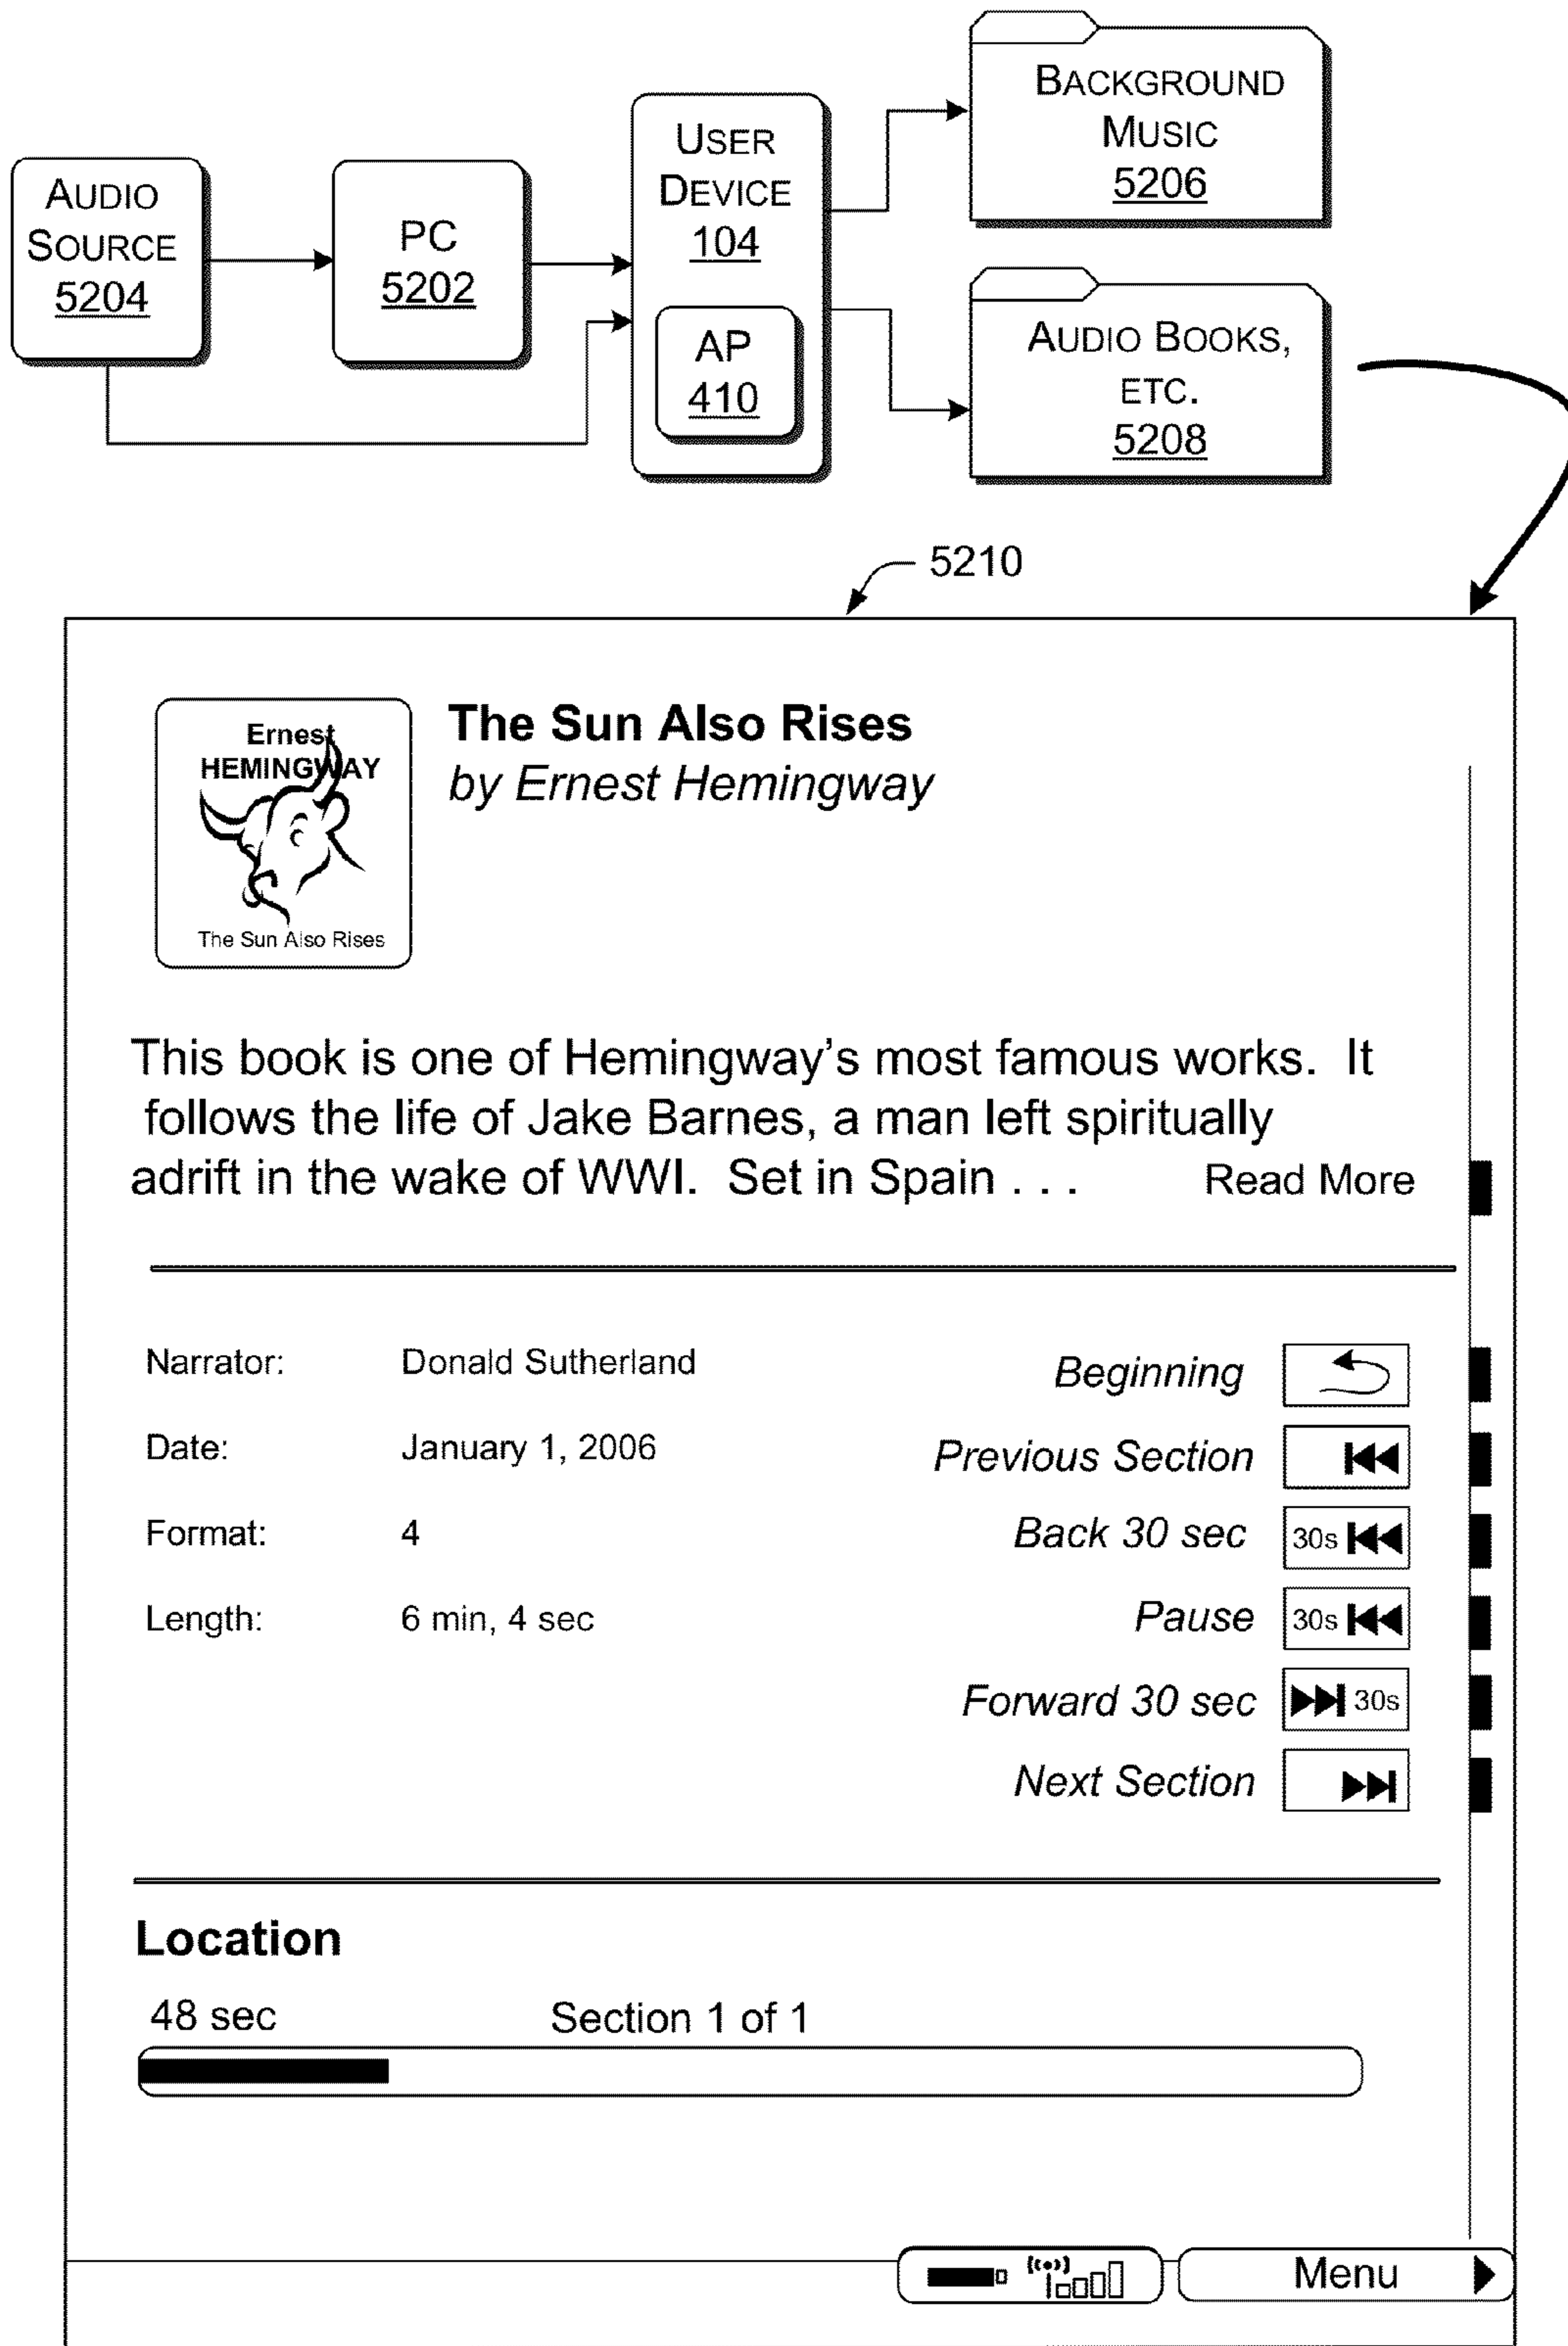 AUDIO
SOURCE
5204
PC
5202
USER
DEVICE
104
AP
410
BACKGROUND
MUSIC
5206
AUDIO BOOKS,
ETC.
5208
5210
Ernest
HEMINGWAY
The Sun Also Rises
The Sun Also Rises
by Ernest Hemingway
This book is one of Hemingway's most famous works. It
follows the life of Jake Barnes, a man left spiritually
adrift in the wake of WWI. Set in Spain . . . Read More
Narrator: Donald Sutherland
Date: January 1, 2006
Format: 4
Length: 6 min, 4 sec
Beginning
Previous Section
Back 30 sec 30s
Pause 30s
Forward 30 sec 30s
Next Section
Location
48 sec Section 1 of 1
Menu